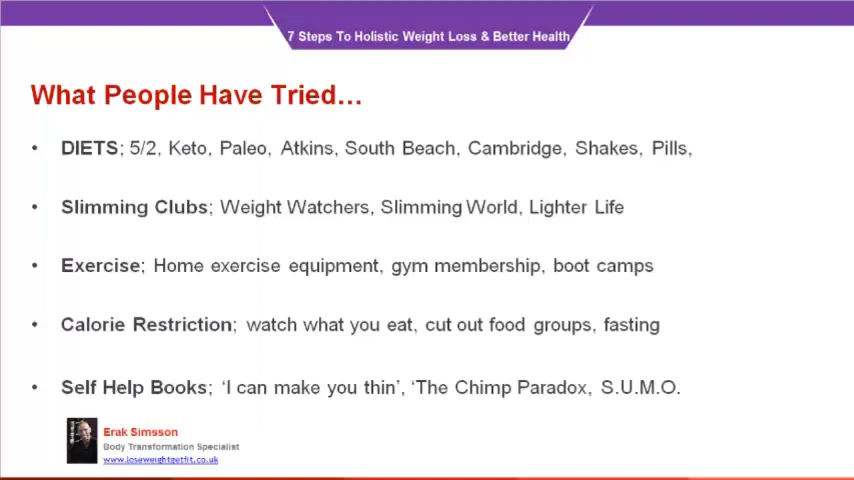 7 Steps To Holistic Weight Loss & Better Health
What People Have Tried…
• DIETS; 5/2, Keto, Paleo, Atkins, South Beach, Cambridge, Shakes, Pills,
• Slimming Clubs; Weight Watchers, Slimming World, Lighter Life
• Exercise; Home exercise equipment, gym membership, boot camps
• Calorie Restriction; watch what you eat, cut out food groups, fasting
• Self Help Books; ‘I can make you thin’, ‘The Chimp Paradox, S.U.M.O.
Erak Simsson
Body Transformation Specialist
www.loseweightgetfit.co.uk